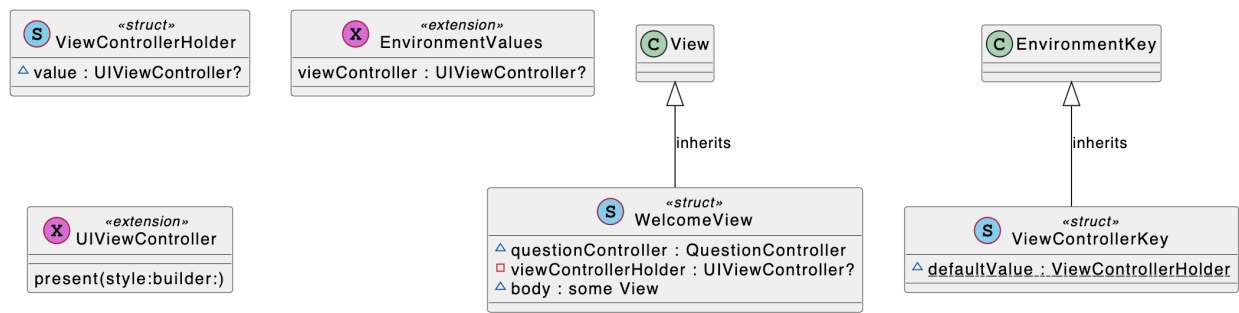 S «struct»
ViewControllerHolder
value : UIViewController?
X «extension»
EnvironmentValues
viewController : UIViewController?
C View
C EnvironmentKey
inherits
inherits
X «extension»
UIViewController
present(style:builder:)
S «struct»
WelcomeView
questionController : QuestionController
viewControllerHolder : UIViewController?
body : some View
S «struct»
ViewControllerKey
defaultValue : ViewControllerHolder